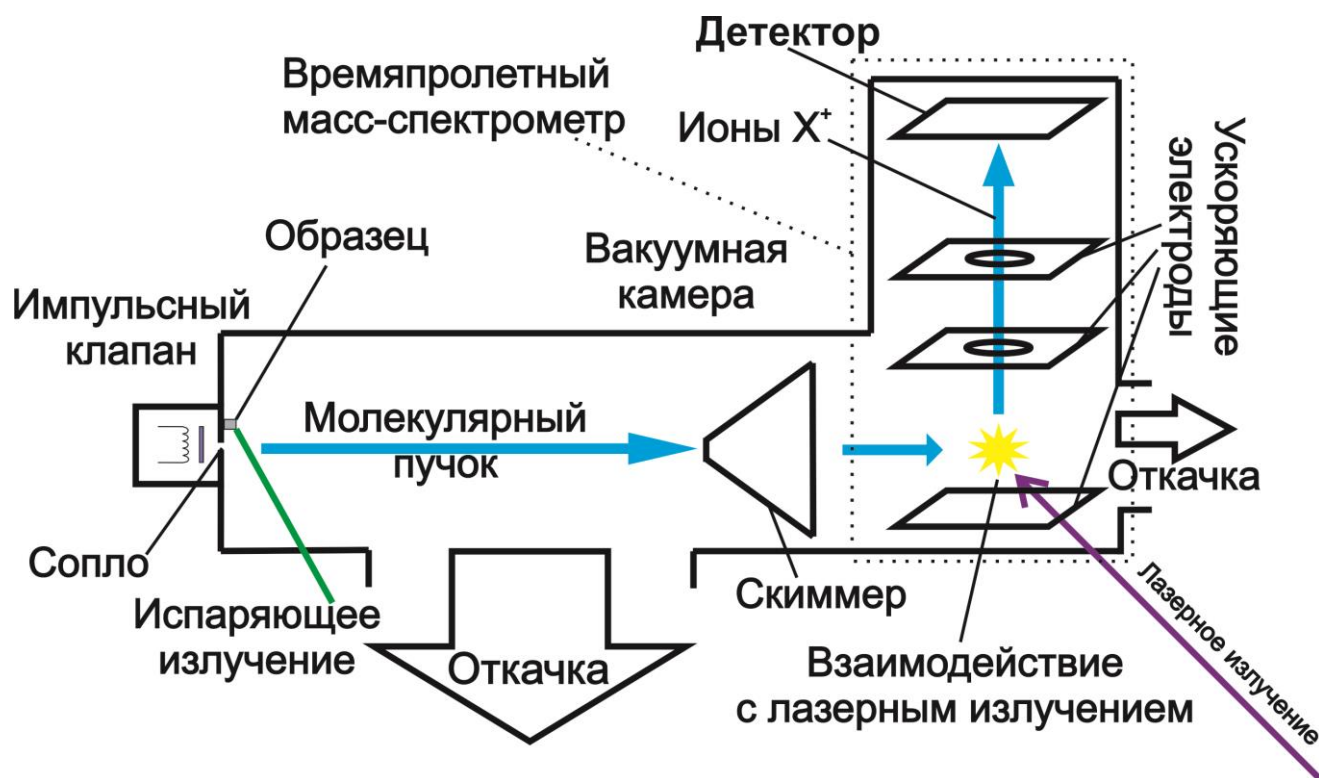 Детектор
Времяпролетный
масс-спектрометр
Ионы X⁺
Ускоряющие
электроды
Образец
Вакуумная
камера
Импульсный
клапан
Молекулярный
пучок
Откачка
Сопло
Испаряющее
излучение
Откачка
Скиммер
Взаимодействие
с лазерным излучением
Лазерное излучение